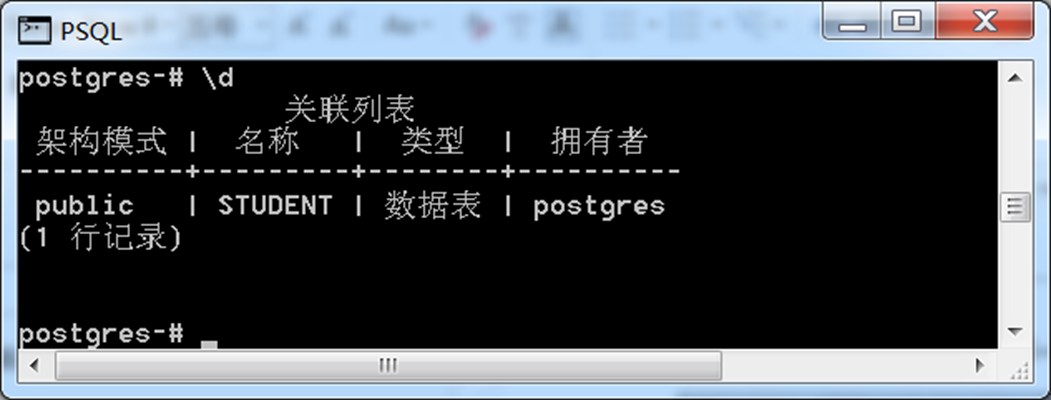 PSQL
postgres-# \d
关联列表
架构模式 | 名称 | 类型 | 拥有者
----------+---------+--------+----------
public | STUDENT | 数据表 | postgres
(1 行记录)
postgres-#